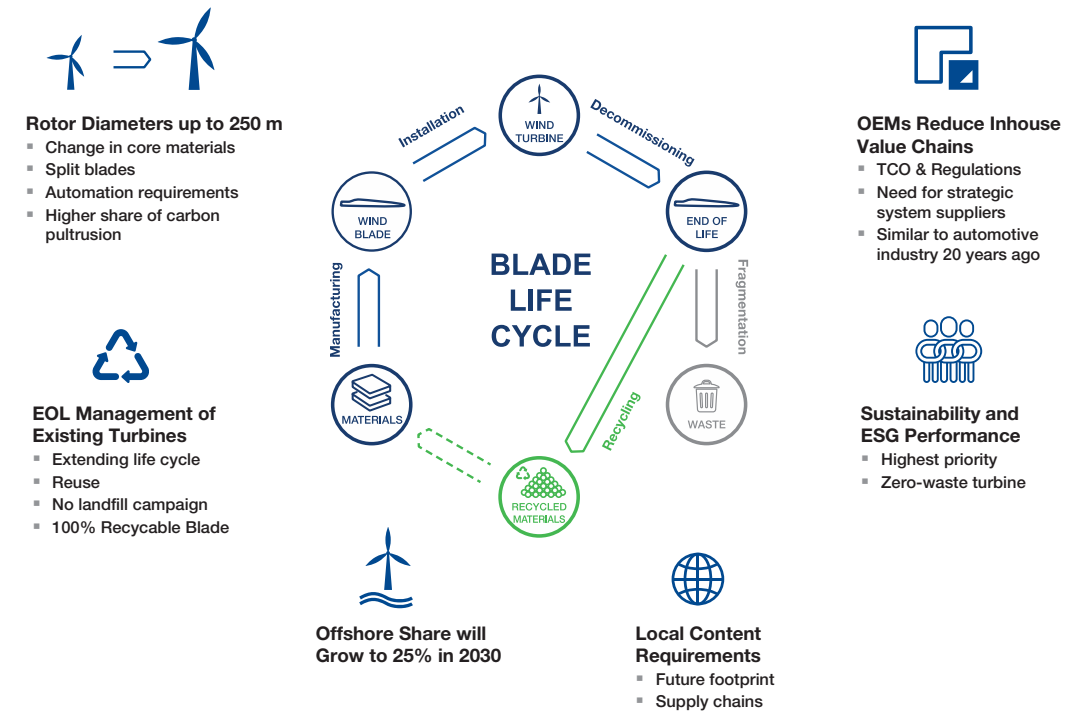 Rotor Diameters up to 250 m
Change in core materials
Split blades
Automation requirements
Higher share of carbon
pultrusion
EOL Management of
Existing Turbines
Extending life cycle
Reuse
No landfill campaign
100% Recycable Blade
BLADE
LIFE
CYCLE
Installation
WIND
TURBINE
Decommissioning
END OF
LIFE
Fragmentation
WASTE
Recycling
RECYCLED
MATERIALS
MATERIALS
Manufacturing
WIND
BLADE
OEMs Reduce Inhouse
Value Chains
TCO & Regulations
Need for strategic
system suppliers
Similar to automotive
industry 20 years ago
Sustainability and
ESG Performance
Highest priority
Zero-waste turbine
Offshore Share will
Grow to 25% in 2030
Local Content
Requirements
Future footprint
Supply chains